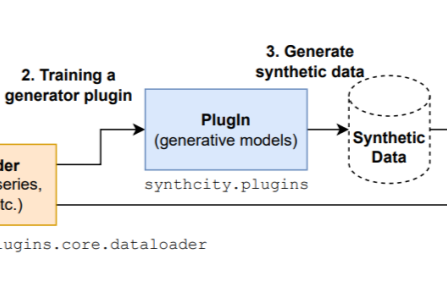 3. Generate
synthetic data
2. Training a
generator plugin
PlugIn
(generative models)
Synthetic
Data
synthcity.plugins
der
series,
tc.)
lugins.core.dataloader